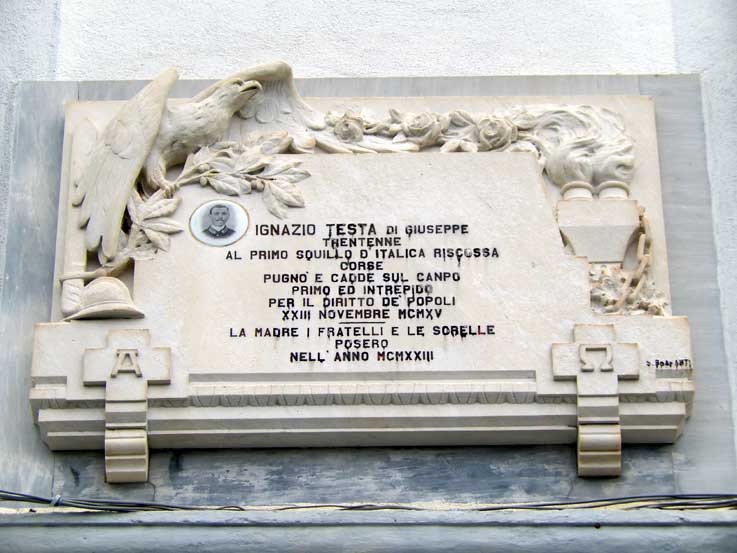 IGNAZIO TESTA DI GIUSEPPE
TRENTENNE
AL PRIMO SQUILLO D'ITALICA RISCOSSA
CORSE
PUGNO' E CADDE SUL CAMPO
PRIMO ED INTREPIDO
PER IL DIRITTO DE' POPOLI
XXIII NOVEMBRE MCMXV
LA MADRE I FRATELLI E LE SORELLE
POSERO
NELL'ANNO MCMXXIII
A
Ω